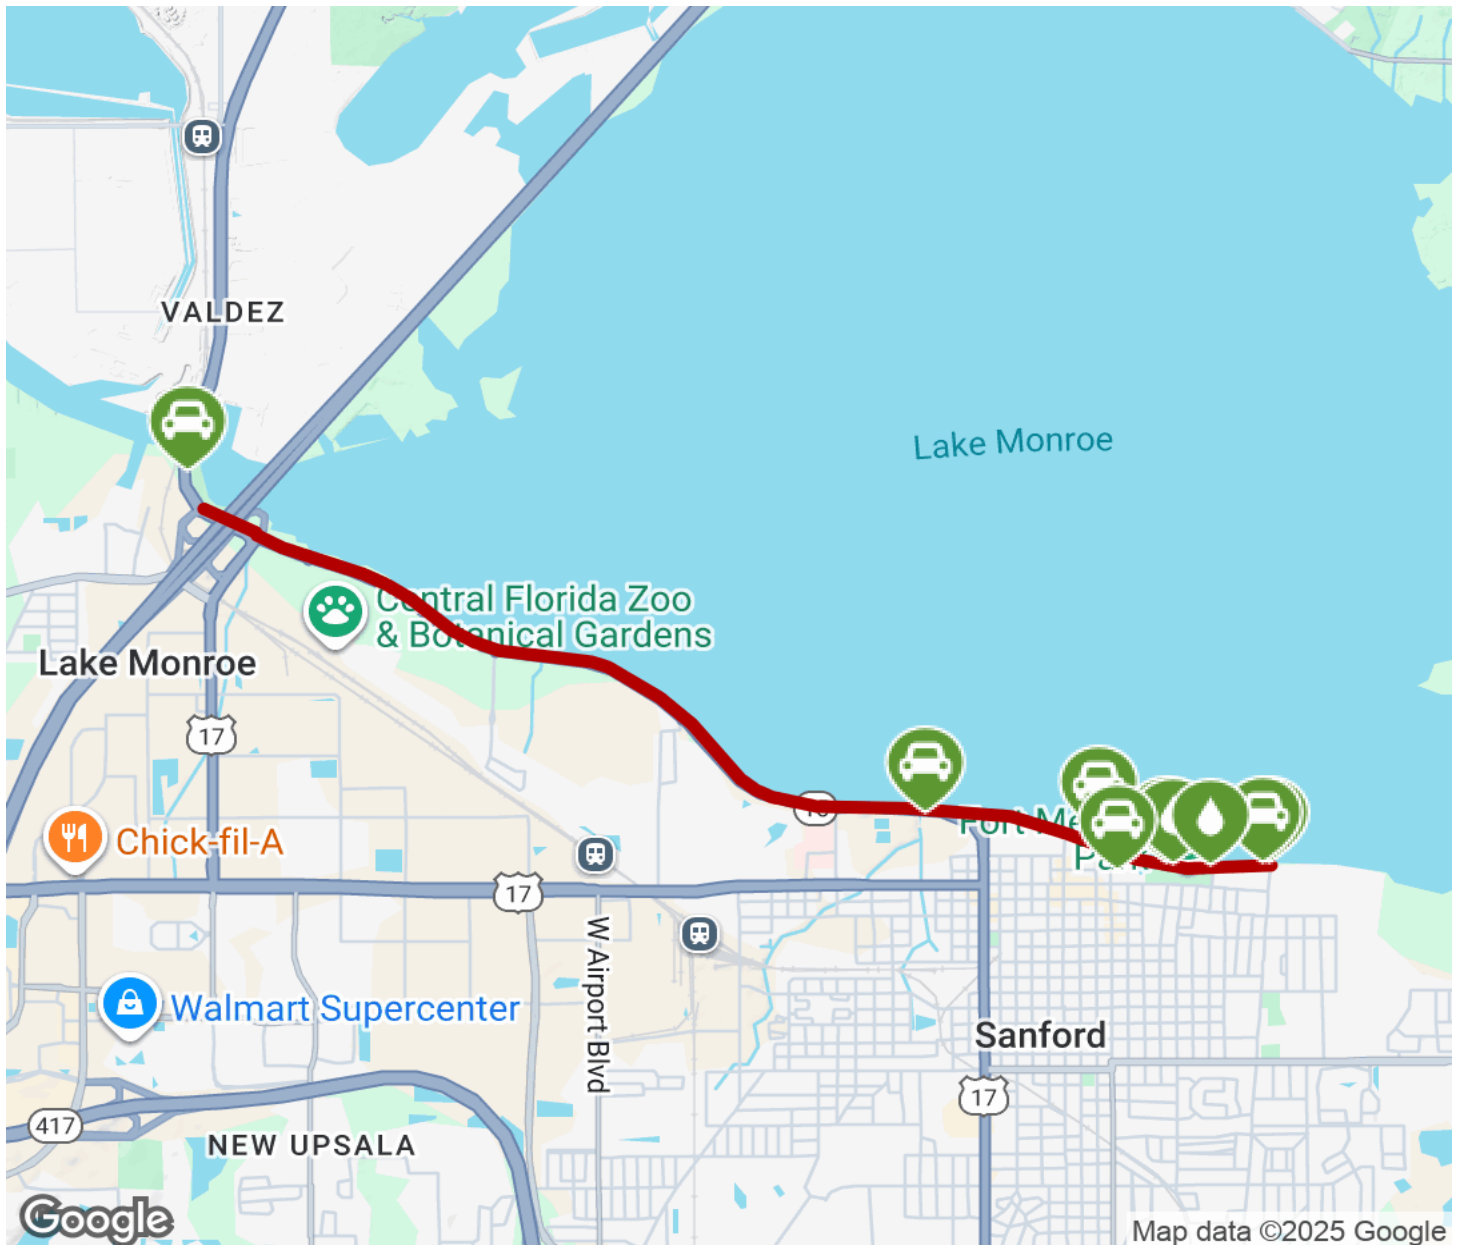 VALDEZ
Lake Monroe
Central Florida Zoo
& Botanical Gardens
Lake Monroe
17
Fort
Chick-fil-A
17
W Airport Blvd
Walmart Supercenter
Sanford
17
417
NEW UPSALA
Google
Map data ©2025 Google